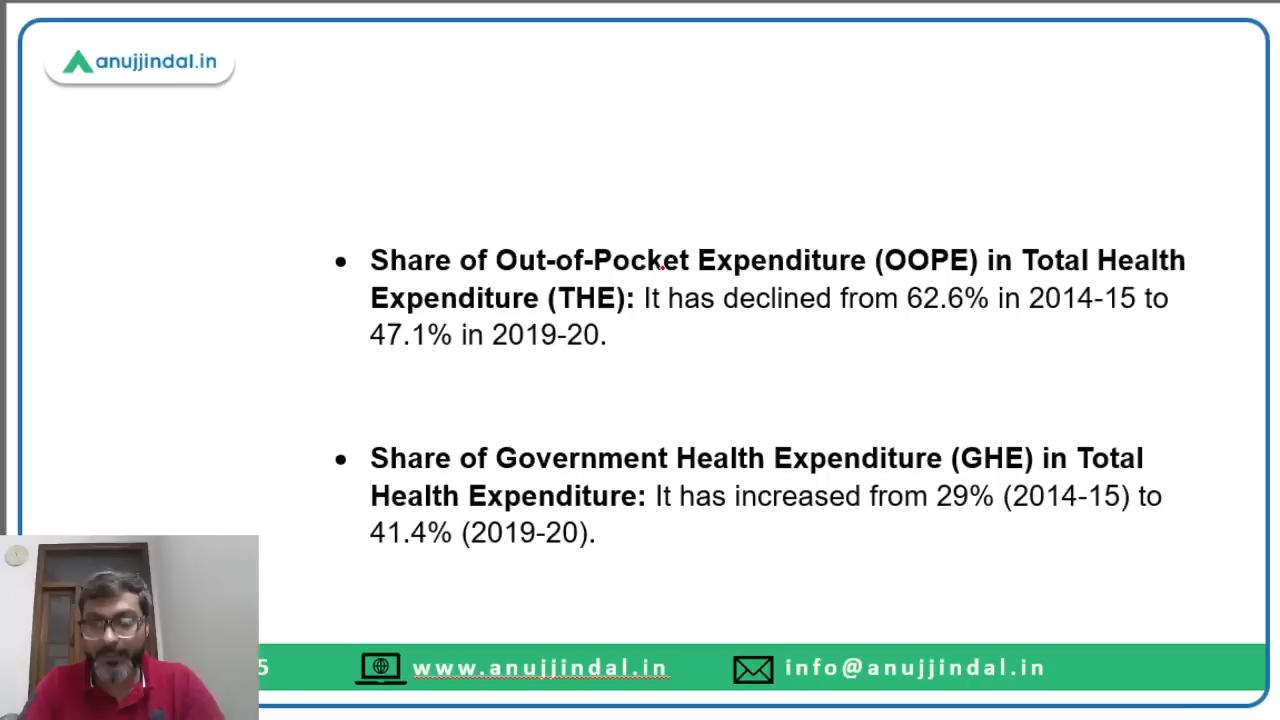 anujjindal.in
• Share of Out-of-Pocket Expenditure (OOPE) in Total Health
Expenditure (THE): It has declined from 62.6% in 2014-15 to
47.1% in 2019-20.
• Share of Government Health Expenditure (GHE) in Total
Health Expenditure: It has increased from 29% (2014-15) to
41.4% (2019-20).
5 www.anujjindal.in info@anujjindal.in